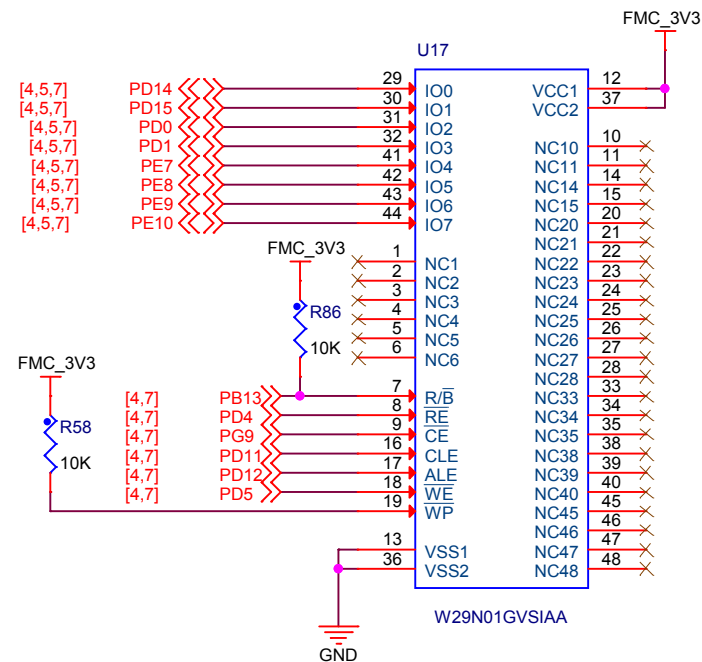 FMC_3V3
U17
[4,5,7] PD14 29 IO0 VCC1 12
[4,5,7] PD15 30 IO1 VCC2 37
[4,5,7] PD0 31 IO2
[4,5,7] PD1 32 IO3 NC10 10
[4,5,7] PE7 41 IO4 NC11 11
[4,5,7] PE8 42 IO5 NC14 14
[4,5,7] PE9 43 IO6 NC15 15
[4,5,7] PE10 44 IO7 NC20 20
NC21 21
FMC_3V3 1 NC1 NC22 22
2 NC2 NC23 23
3 NC3 NC24 24
R86 4 NC4 NC25 25
5 NC5 NC26 26
10K 6 NC6 NC27 27
FMC_3V3 NC28 28
[4,7] PB13 7 R/B̅ NC33 33
[4,7] PD4 8 R̅E̅ NC34 34
R58 [4,7] PG9 9 C̅E̅ NC35 35
[4,7] PD11 16 CLE NC38 38
10K [4,7] PD12 17 ALE NC39 39
[4,7] PD5 18 W̅E̅ NC40 40
19 W̅P̅ NC45 45
NC46 46
13 VSS1 NC47 47
36 VSS2 NC48 48
W29N01GVSIAA
GND